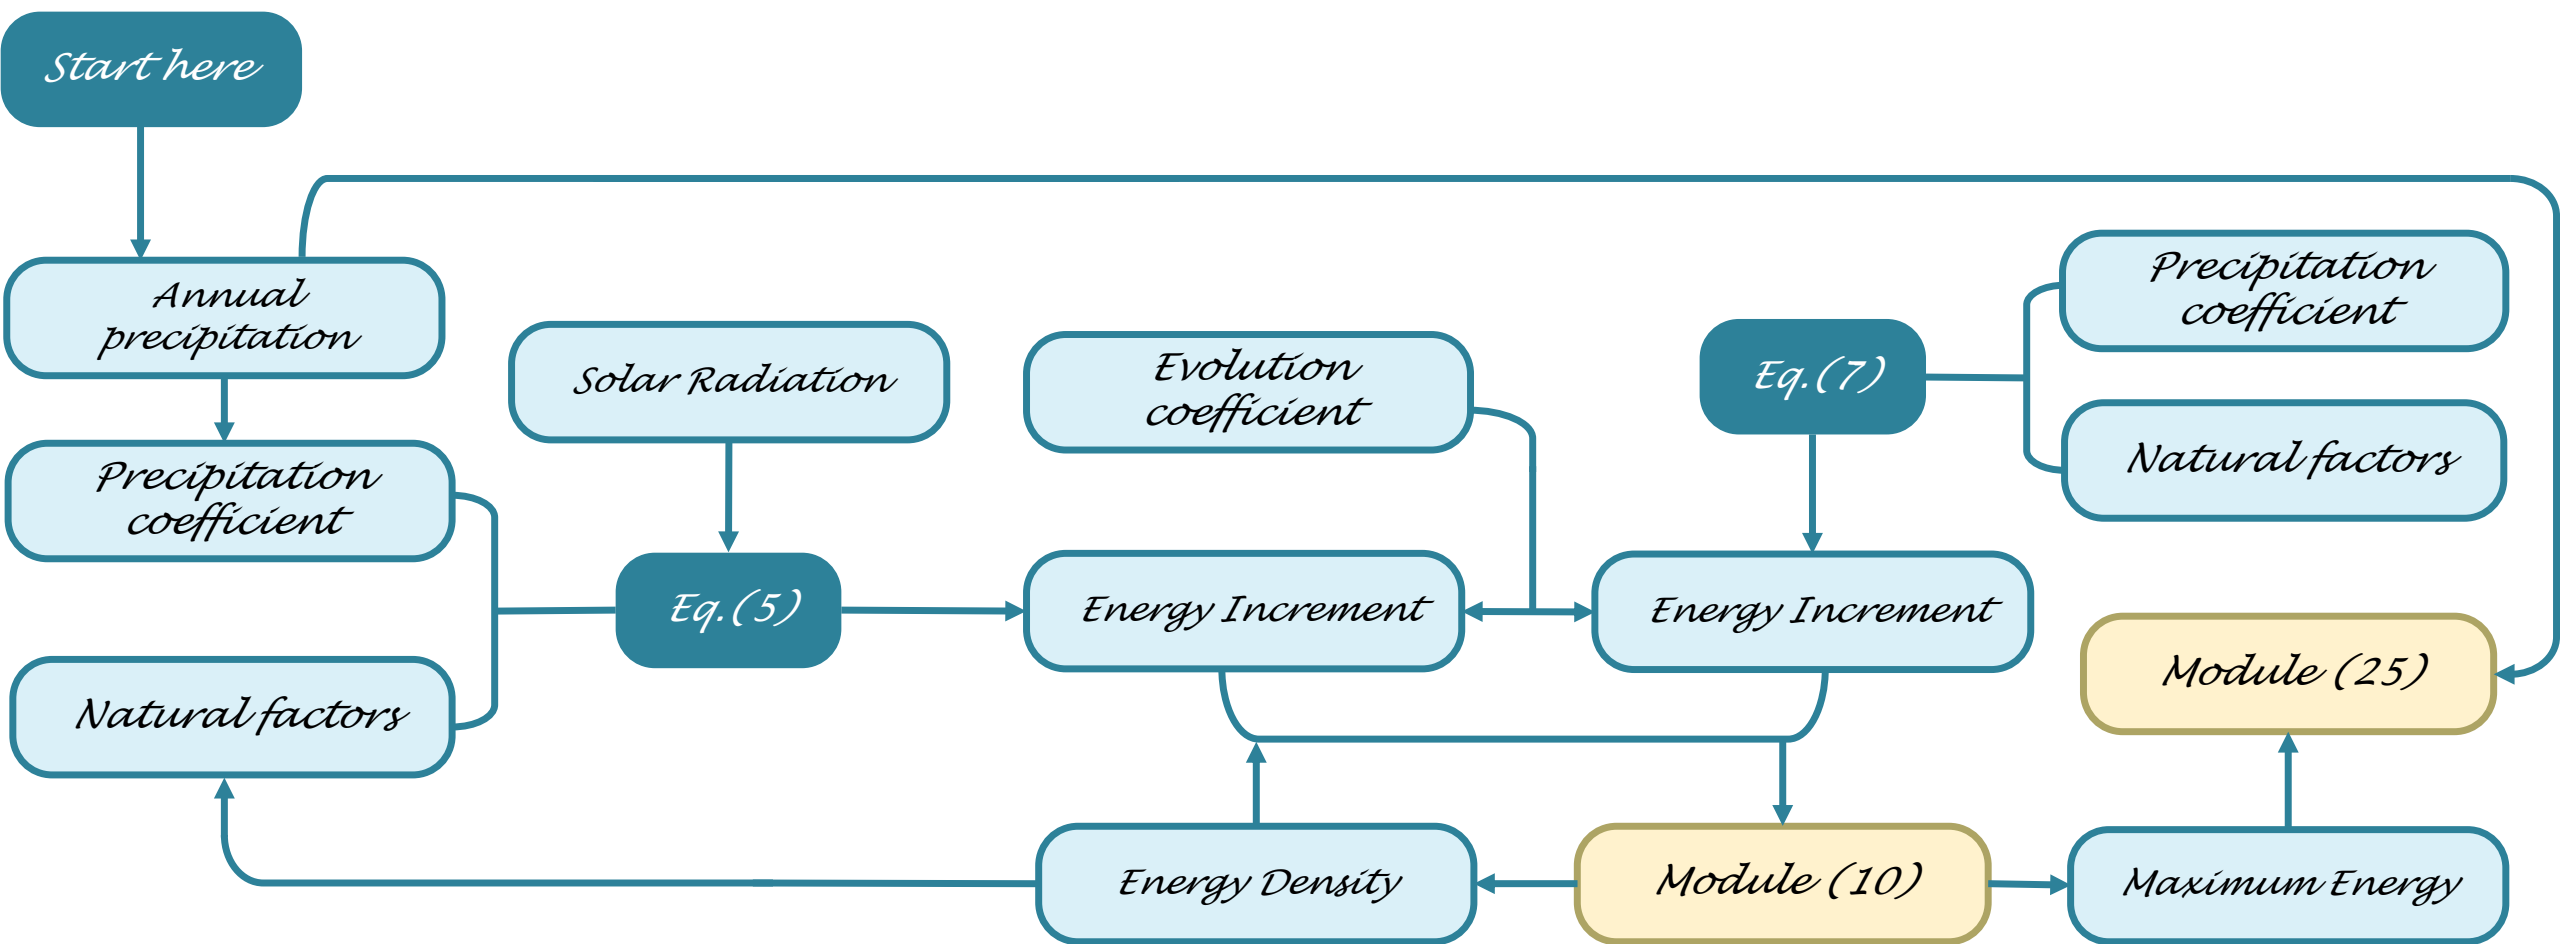 Start here
Annual
precipitation
Precipitation
coefficient
Natural factors
Solar Radiation
Eq.(5)
Evolution
coefficient
Energy Increment
Energy Density
Eq.(7)
Energy Increment
Module (10)
Precipitation
coefficient
Natural factors
Module (25)
Maximum Energy